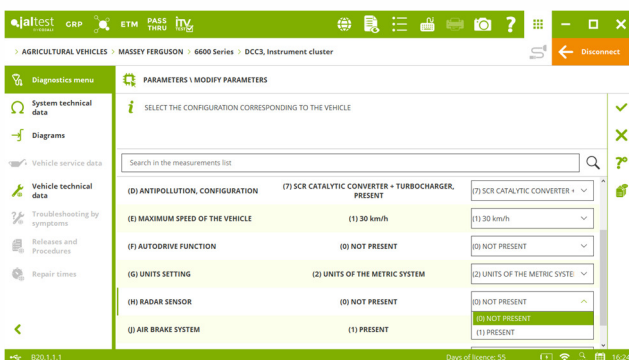 jaltest GRP ETM PASS THRU itv
BY COJALI TEST
> AGRICULTURAL VEHICLES > MASSEY FERGUSON > 6600 Series > DCC3, Instrument cluster
Disconnect
Diagnostics menu
System technical data
Diagrams
Vehicle service data
Vehicle technical data
Troubleshooting by symptoms
Releases and Procedures
Repair times
PARAMETERS \ MODIFY PARAMETERS
SELECT THE CONFIGURATION CORRESPONDING TO THE VEHICLE
Search in the measurements list
(D) ANTIPOLLUTION, CONFIGURATION (7) SCR CATALYTIC CONVERTER + TURBOCHARGER, PRESENT (7) SCR CATALYTIC CONVERTER +
(E) MAXIMUM SPEED OF THE VEHICLE (1) 30 km/h (1) 30 km/h
(F) AUTODRIVE FUNCTION (0) NOT PRESENT (0) NOT PRESENT
(G) UNITS SETTING (2) UNITS OF THE METRIC SYSTEM (2) UNITS OF THE METRIC SYSTE
(H) RADAR SENSOR (0) NOT PRESENT (0) NOT PRESENT
(0) NOT PRESENT
(1) PRESENT
(J) AIR BRAKE SYSTEM (1) PRESENT
B20.1.1.1 Days of licence: 55 16:24